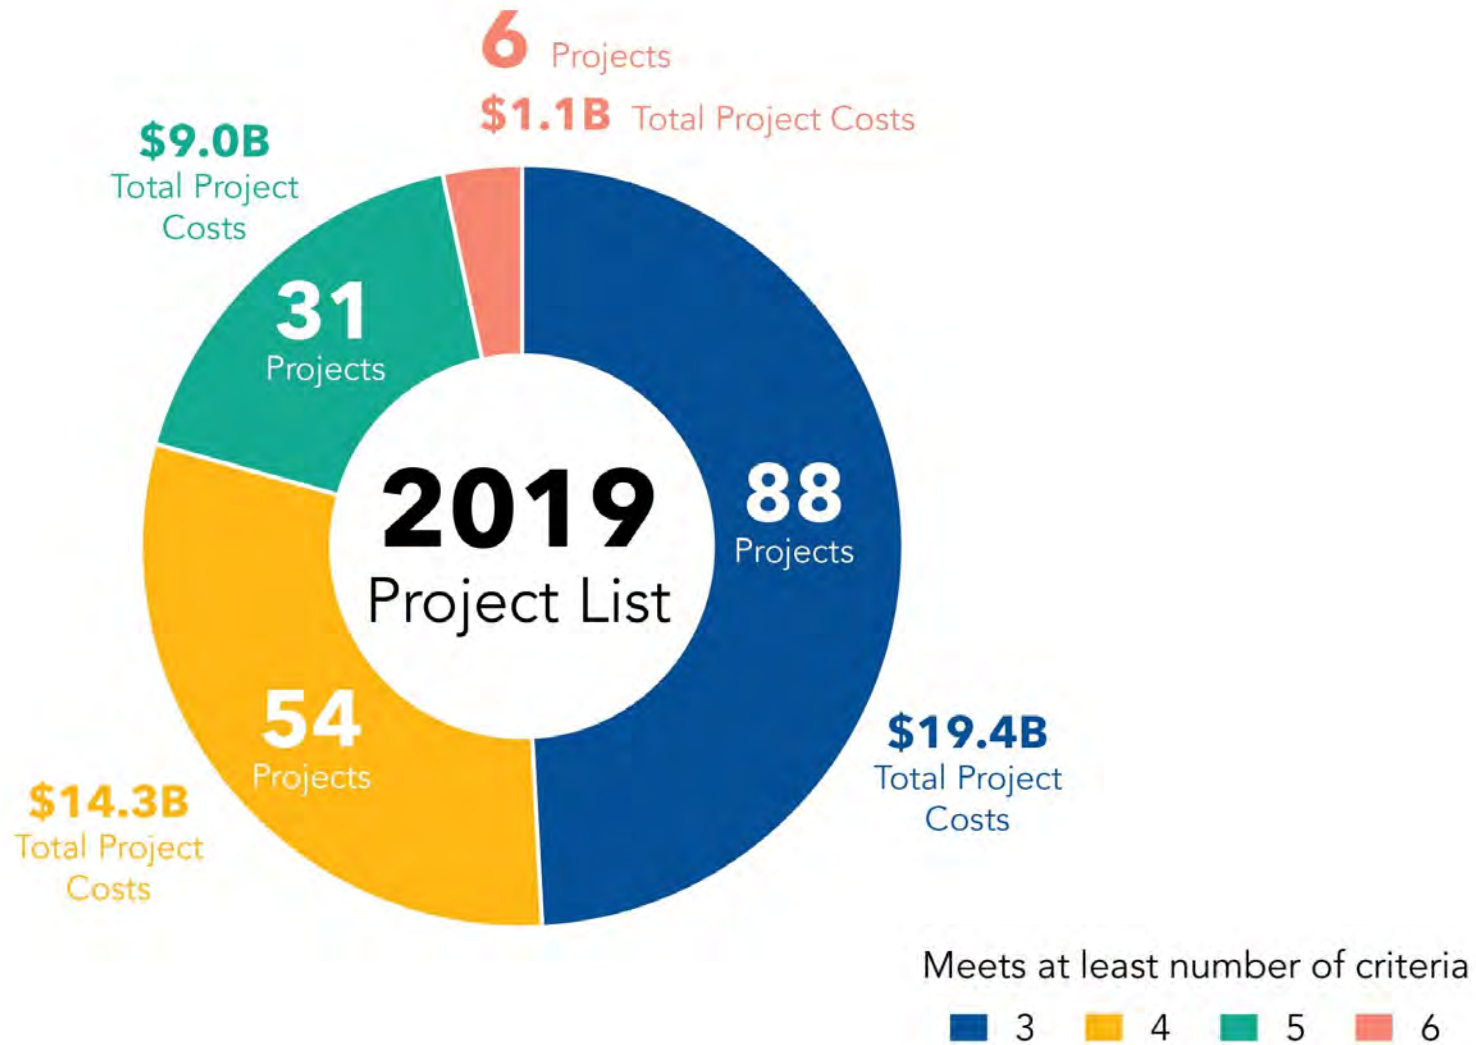 6 Projects
$1.1B Total Project Costs
$9.0B
Total Project
Costs
31
Projects
2019
Project List
88
Projects
54
Projects
$19.4B
Total Project
Costs
$14.3B
Total Project
Costs
Meets at least number of criteria
3 4 5 6